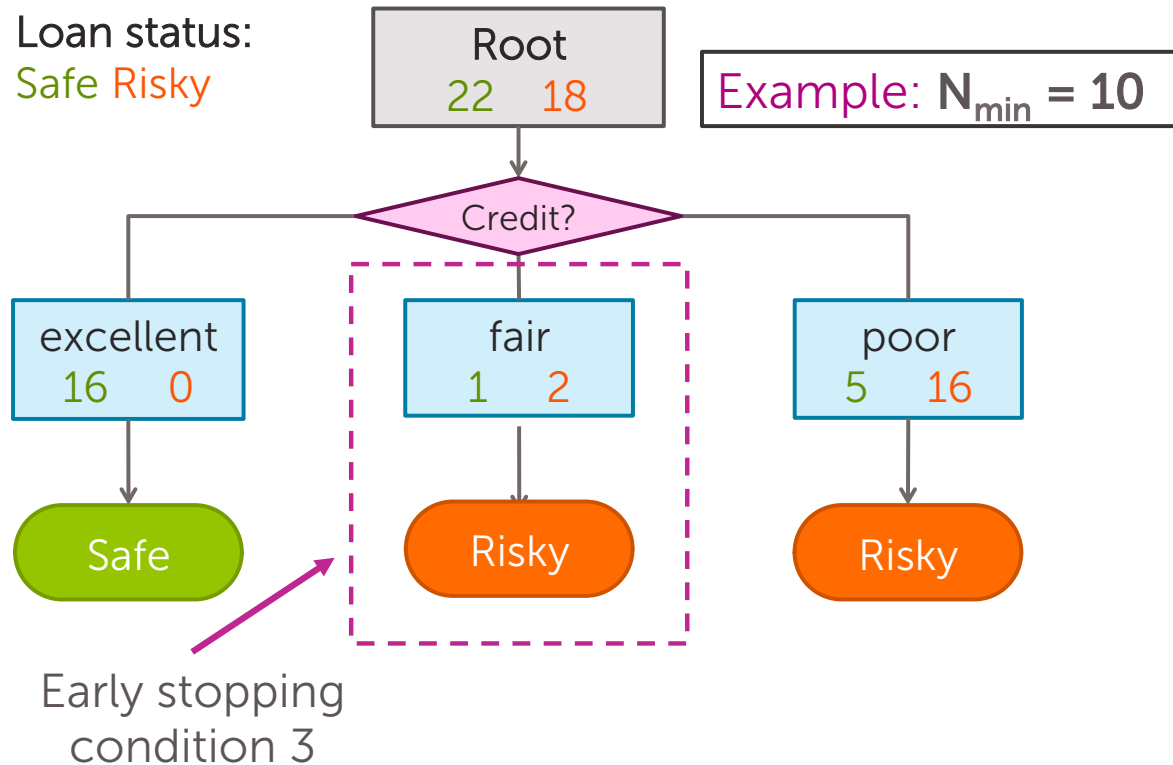 Loan status:
Safe Risky
Root
22 18
Example: N_min = 10
Credit?
excellent
16 0
fair
1 2
poor
5 16
Safe
Risky
Risky
Early stopping
condition 3